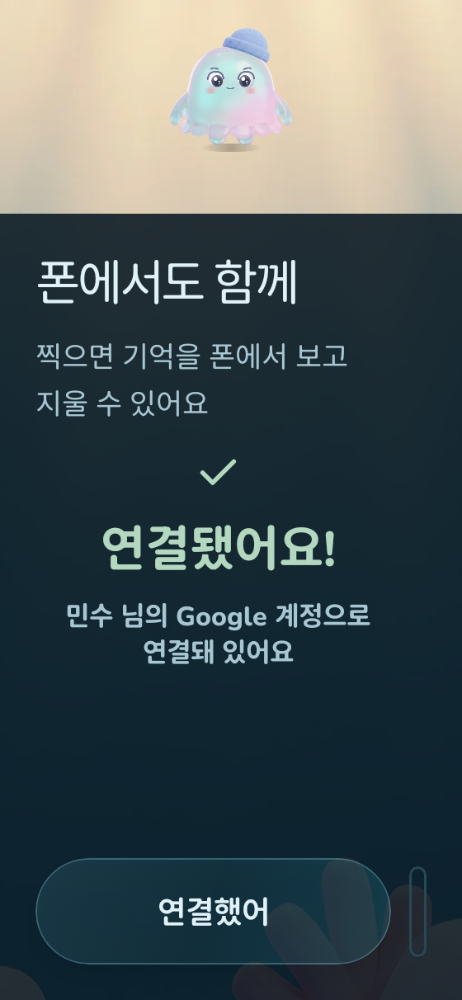 폰에서도 함께
찍으면 기억을 폰에서 보고
지울 수 있어요
연결됐어요!
민수 님의 Google 계정으로
연결돼 있어요
연결했어